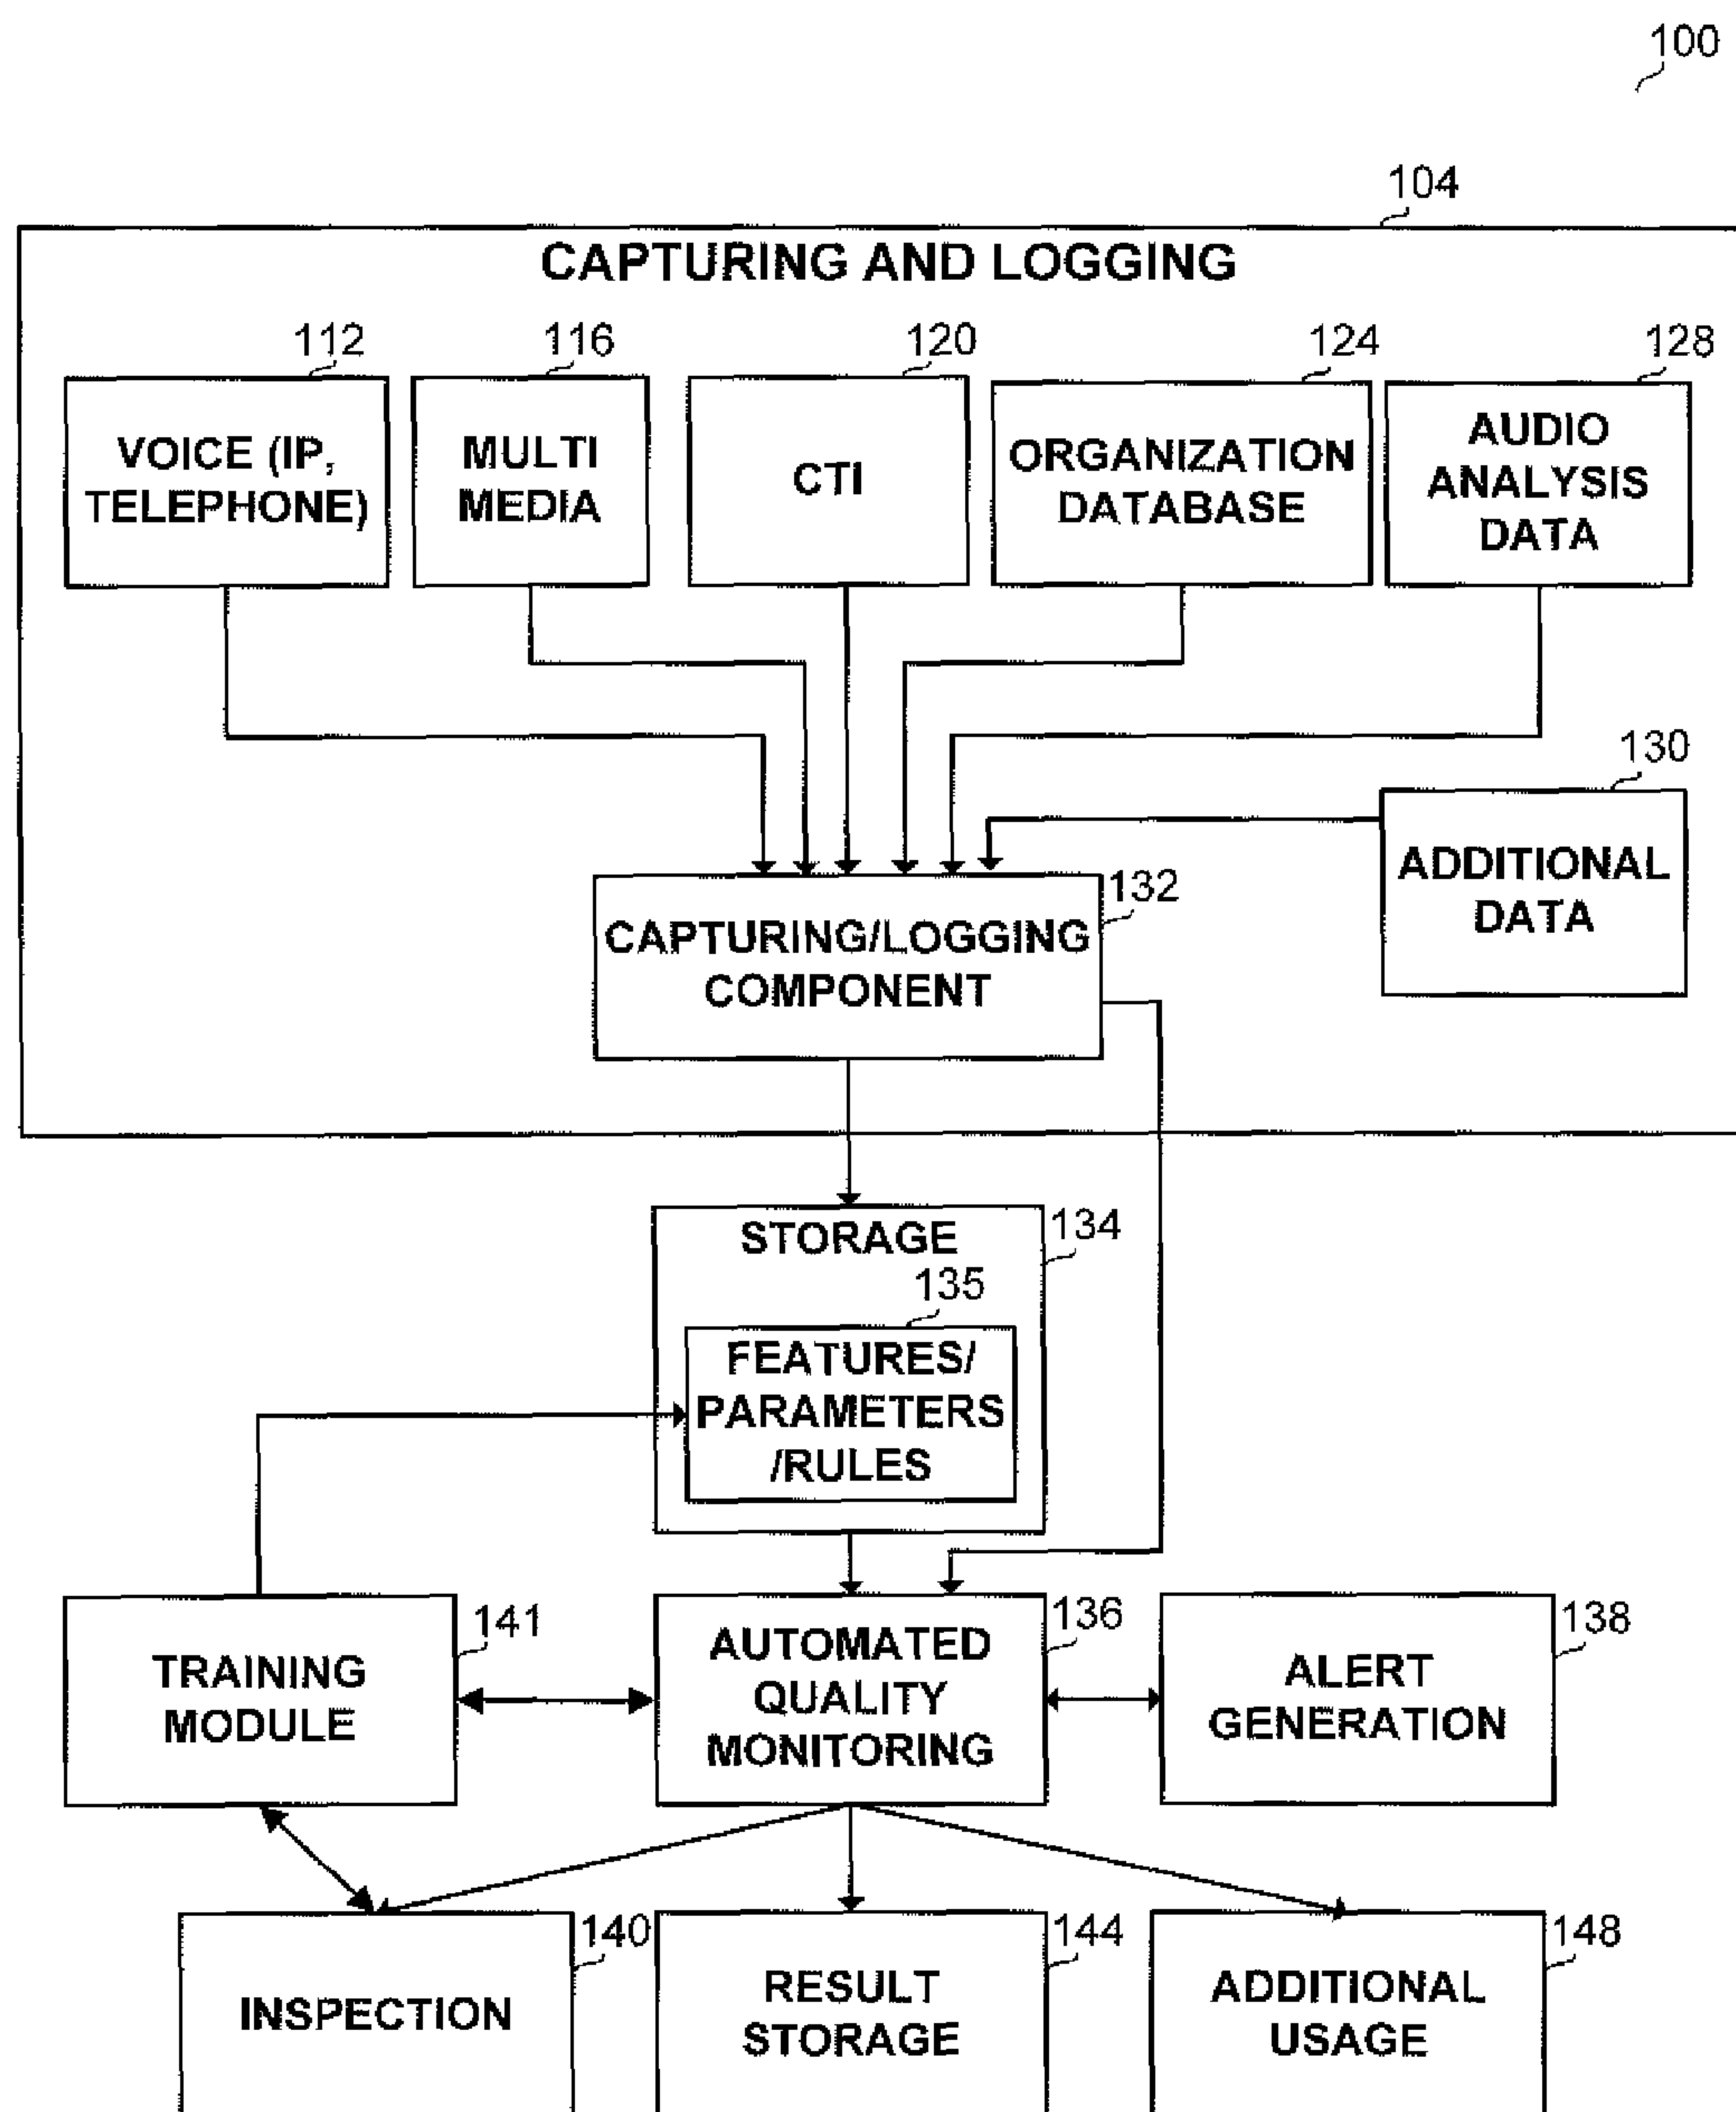 100
104
CAPTURING AND LOGGING
112
116
120
124
128
VOICE (IP,
TELEPHONE)
MULTI
MEDIA
CTI
ORGANIZATION
DATABASE
AUDIO
ANALYSIS
DATA
130
ADDITIONAL
DATA
132
CAPTURING/LOGGING
COMPONENT
134
STORAGE
135
FEATURES/
PARAMETERS
/RULES
141
TRAINING
MODULE
136
AUTOMATED
QUALITY
MONITORING
138
ALERT
GENERATION
140
INSPECTION
144
RESULT
STORAGE
148
ADDITIONAL
USAGE